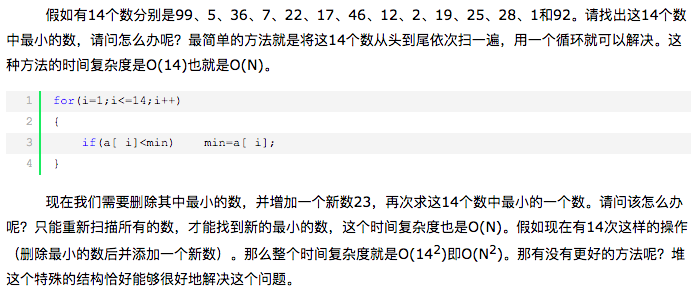 假如有14个数分别是99、5、36、7、22、17、46、12、2、19、25、28、1和92。请找出这14个数
中最小的数，请问怎么办呢？最简单的方法就是将这14个数从头到尾依次扫一遍，用一个循环就可以解决。这
种方法的时间复杂度是O(14)也就是O(N)。
1 for(i=1;i<=14;i++)
2 {
3 if(a[ i]<min) min=a[ i];
4 }
现在我们需要删除其中最小的数，并增加一个新数23，再次求这14个数中最小的一个数。请问该怎么办
呢？只能重新扫描所有的数，才能找到新的最小的数，这个时间复杂度也是O(N)。假如现在有14次这样的操作
（删除最小的数后并添加一个新数）。那么整个时间复杂度就是O(14²)即O(N²)。那有没有更好的方法呢？堆
这个特殊的结构恰好能够很好地解决这个问题。